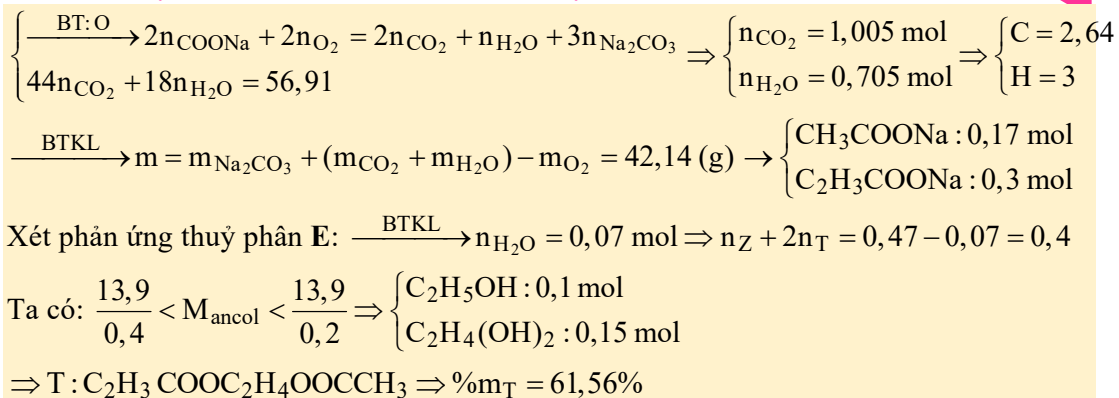 { —BT: O→ 2n_COONa + 2n_O₂ = 2n_CO₂ + n_H₂O + 3n_Na₂CO₃ ⇒ { n_CO₂ = 1,005 mol ⇒ { C = 2,64
44n_CO₂ + 18n_H₂O = 56,91 n_H₂O = 0,705 mol H = 3
—BTKL→ m = m_Na₂CO₃ + (m_CO₂ + m_H₂O) − m_O₂ = 42,14 (g) → { CH₃COONa : 0,17 mol
C₂H₃COONa : 0,3 mol
Xét phản ứng thuỷ phân E: —BTKL→ n_H₂O = 0,07 mol ⇒ n_Z + 2n_T = 0,47 − 0,07 = 0,4
Ta có: 13,9/0,4 < M_ancol < 13,9/0,2 ⇒ { C₂H₅OH : 0,1 mol
C₂H₄(OH)₂ : 0,15 mol
⇒ T : C₂H₃COOC₂H₄OOCCH₃ ⇒ %m_T = 61,56%